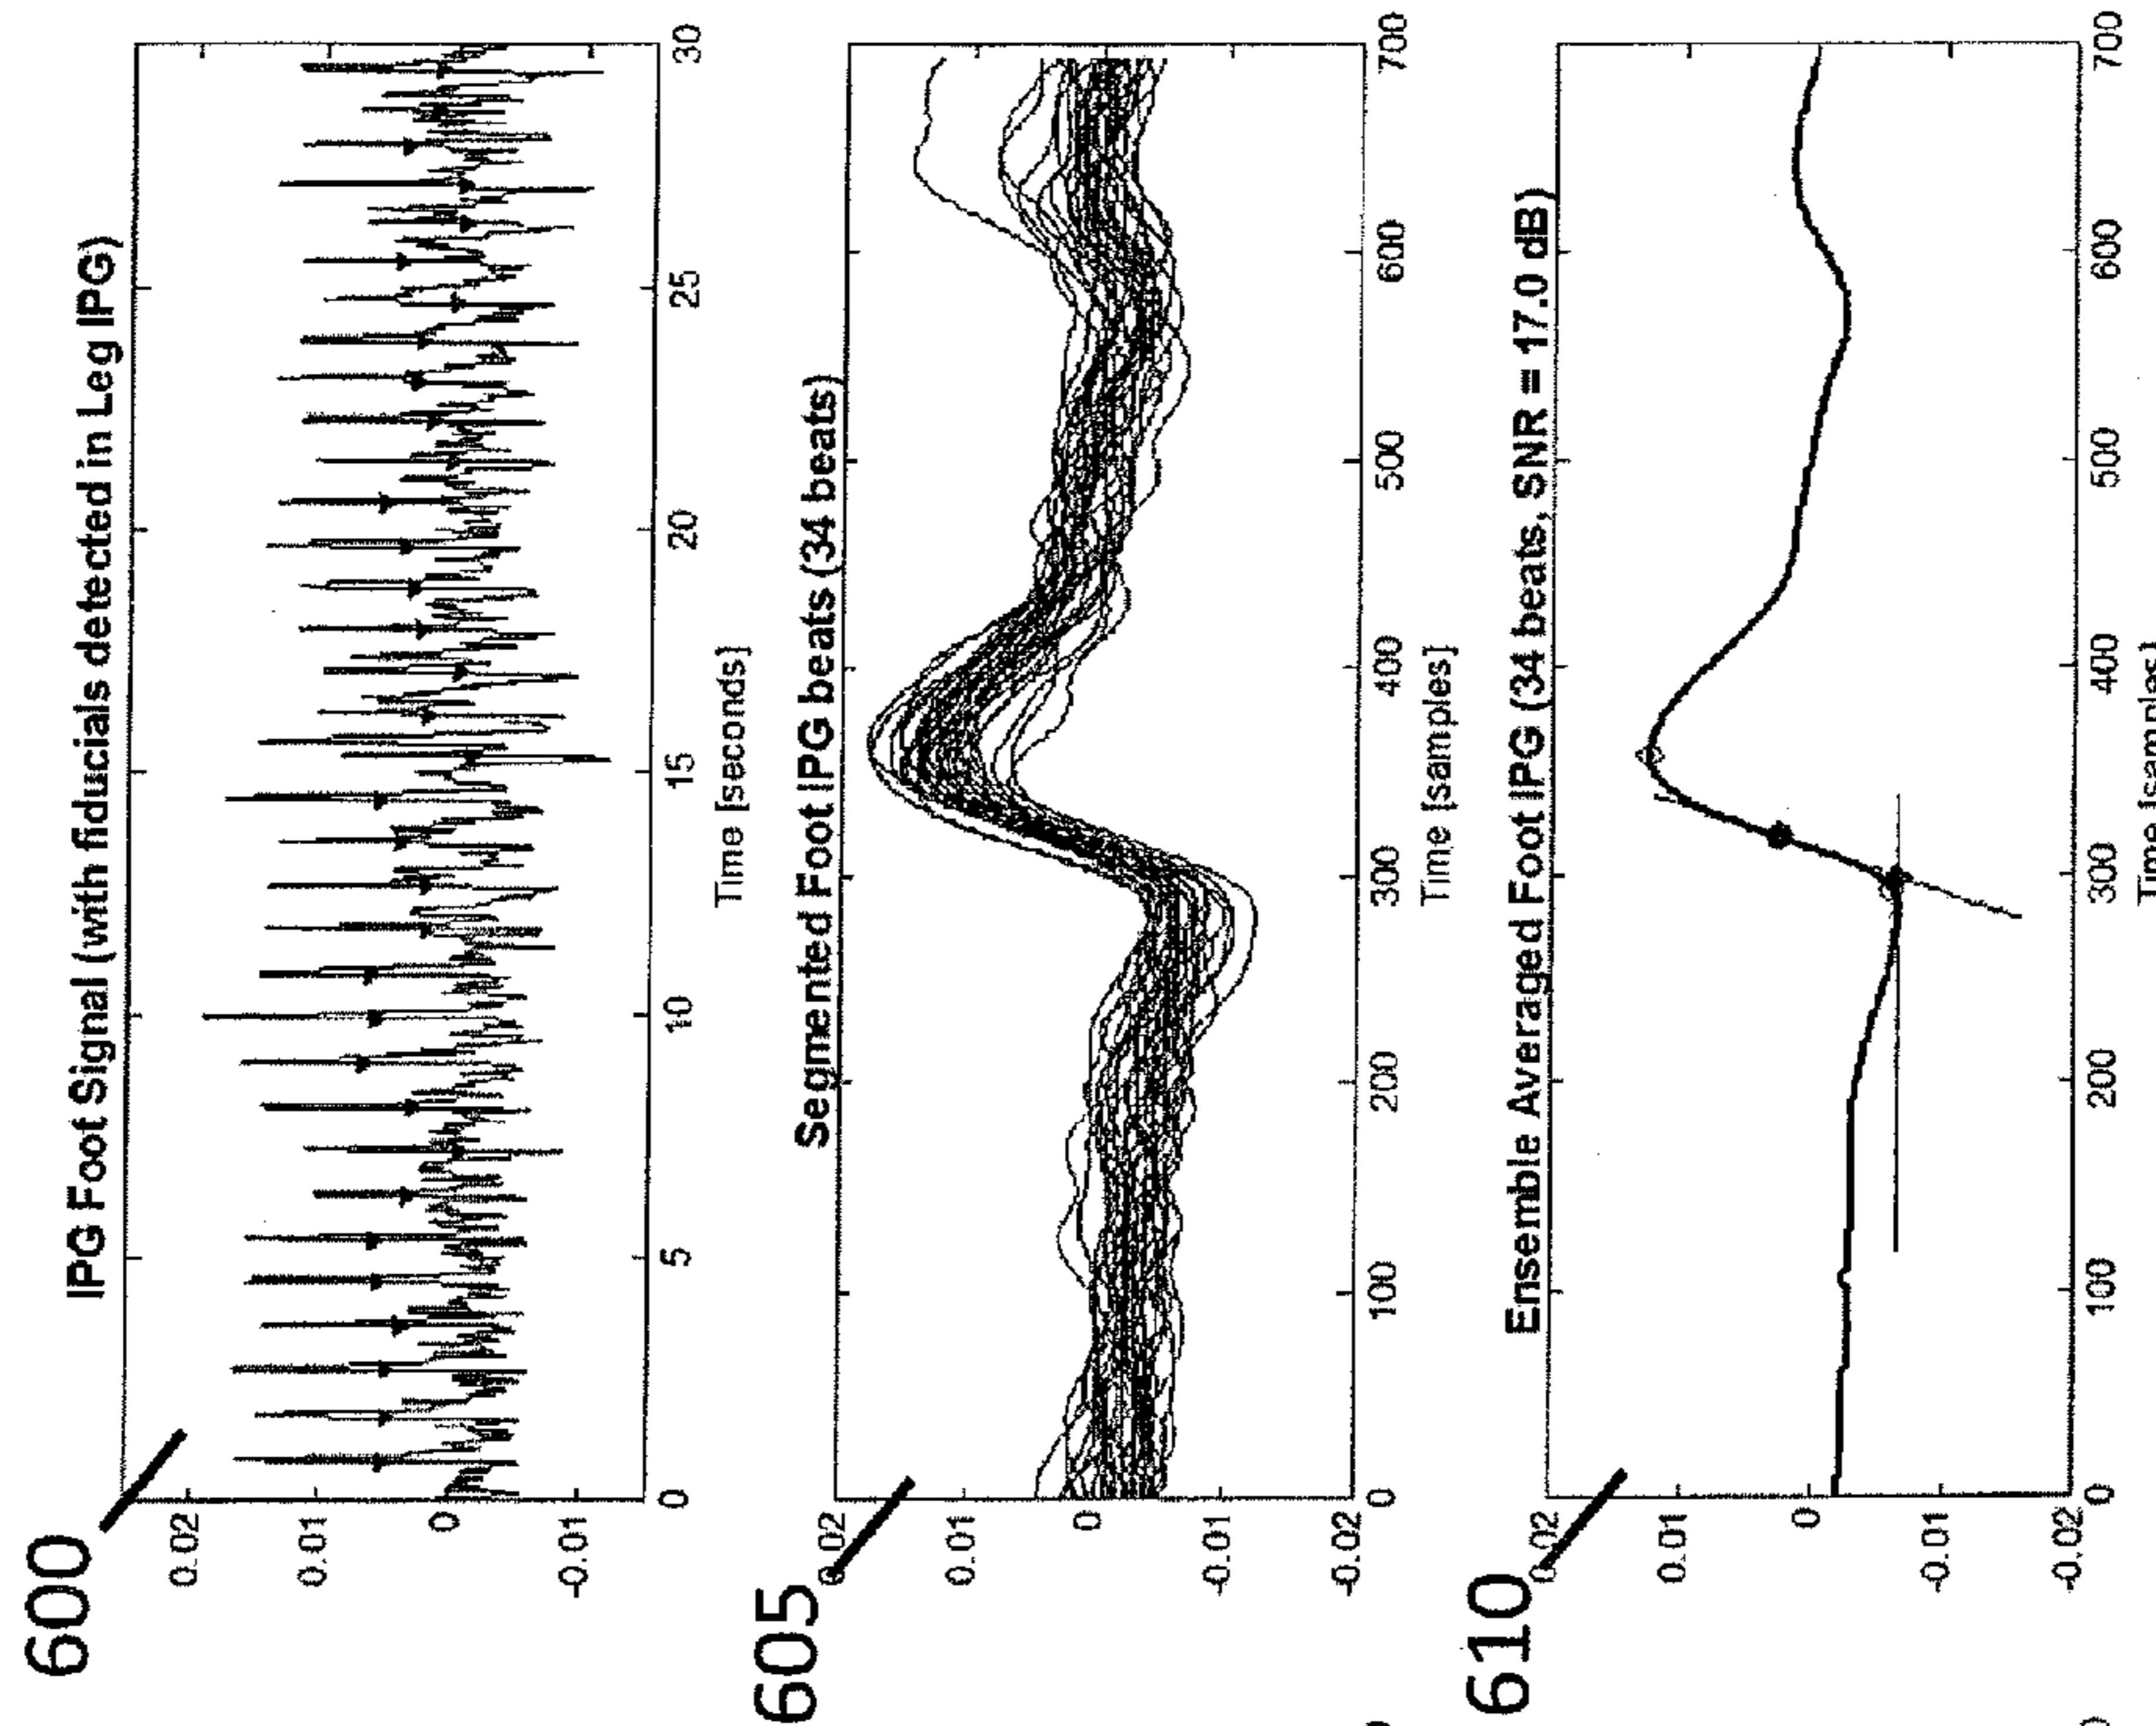 600
IPG Foot Signal (with fiducials detected in Leg IPG)
0.02
0.01
0
-0.01
0 5 10 15 20 25 30
Time [seconds]
605
Segmented Foot IPG beats (34 beats)
0.02
0.01
0
-0.01
-0.02
0 100 200 300 400 500 600 700
Time [samples]
610
Ensemble Averaged Foot IPG (34 beats, SNR = 17.0 dB)
0.02
0.01
0
-0.01
-0.02
0 100 200 300 400 500 600 700
Time [samples]